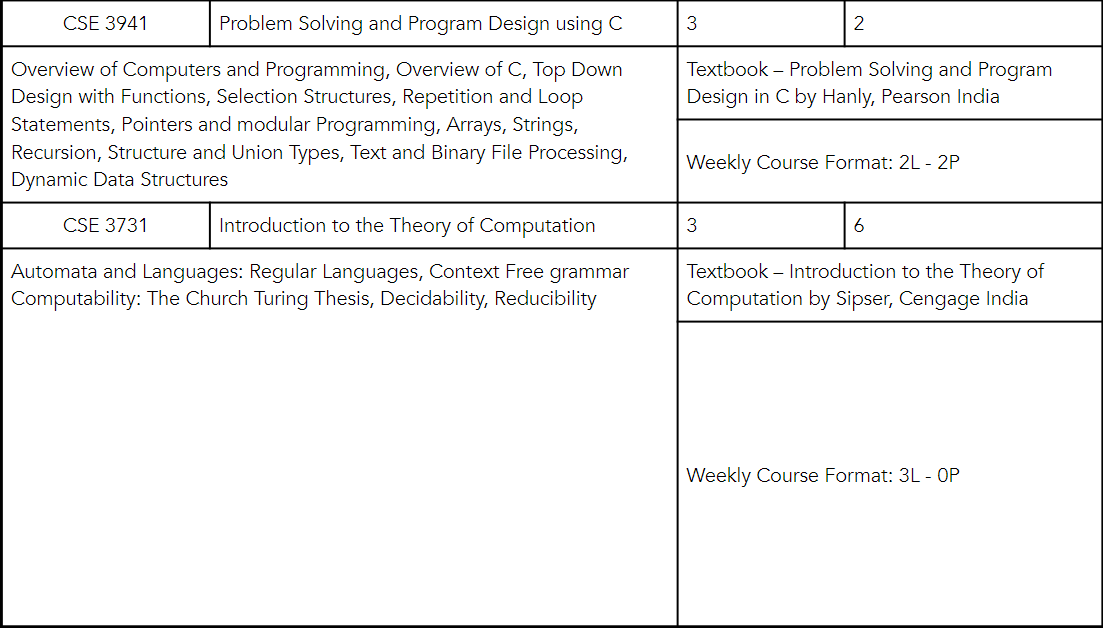 CSE 3941 Problem Solving and Program Design using C 3 2
Overview of Computers and Programming, Overview of C, Top Down
Design with Functions, Selection Structures, Repetition and Loop
Statements, Pointers and modular Programming, Arrays, Strings,
Recursion, Structure and Union Types, Text and Binary File Processing,
Dynamic Data Structures
Textbook – Problem Solving and Program
Design in C by Hanly, Pearson India
Weekly Course Format: 2L - 2P
CSE 3731 Introduction to the Theory of Computation 3 6
Automata and Languages: Regular Languages, Context Free grammar
Computability: The Church Turing Thesis, Decidability, Reducibility
Textbook – Introduction to the Theory of
Computation by Sipser, Cengage India
Weekly Course Format: 3L - 0P